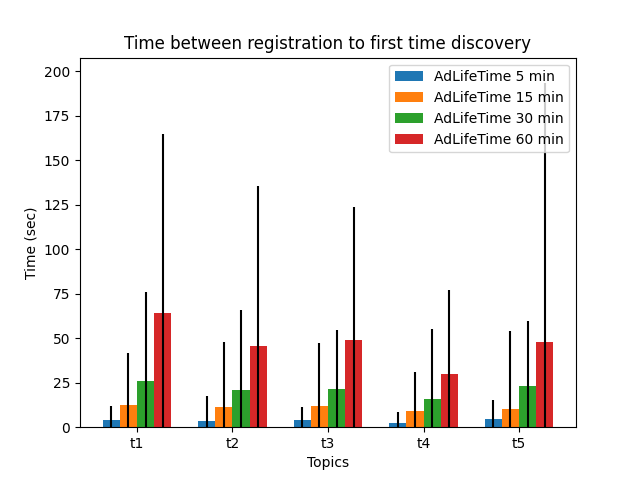 Time between registration to first time discovery
AdLifeTime 5 min
AdLifeTime 15 min
AdLifeTime 30 min
AdLifeTime 60 min
200
175
150
125
100
75
50
25
0
Time (sec)
t1 t2 t3 t4 t5
Topics